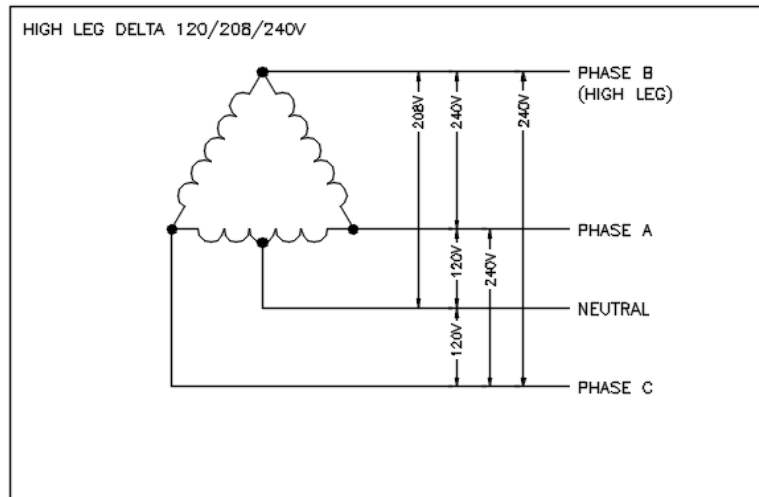 HIGH LEG DELTA 120/208/240V
PHASE B
(HIGH LEG)
208V
240V
240V
PHASE A
120V
240V
NEUTRAL
120V
PHASE C